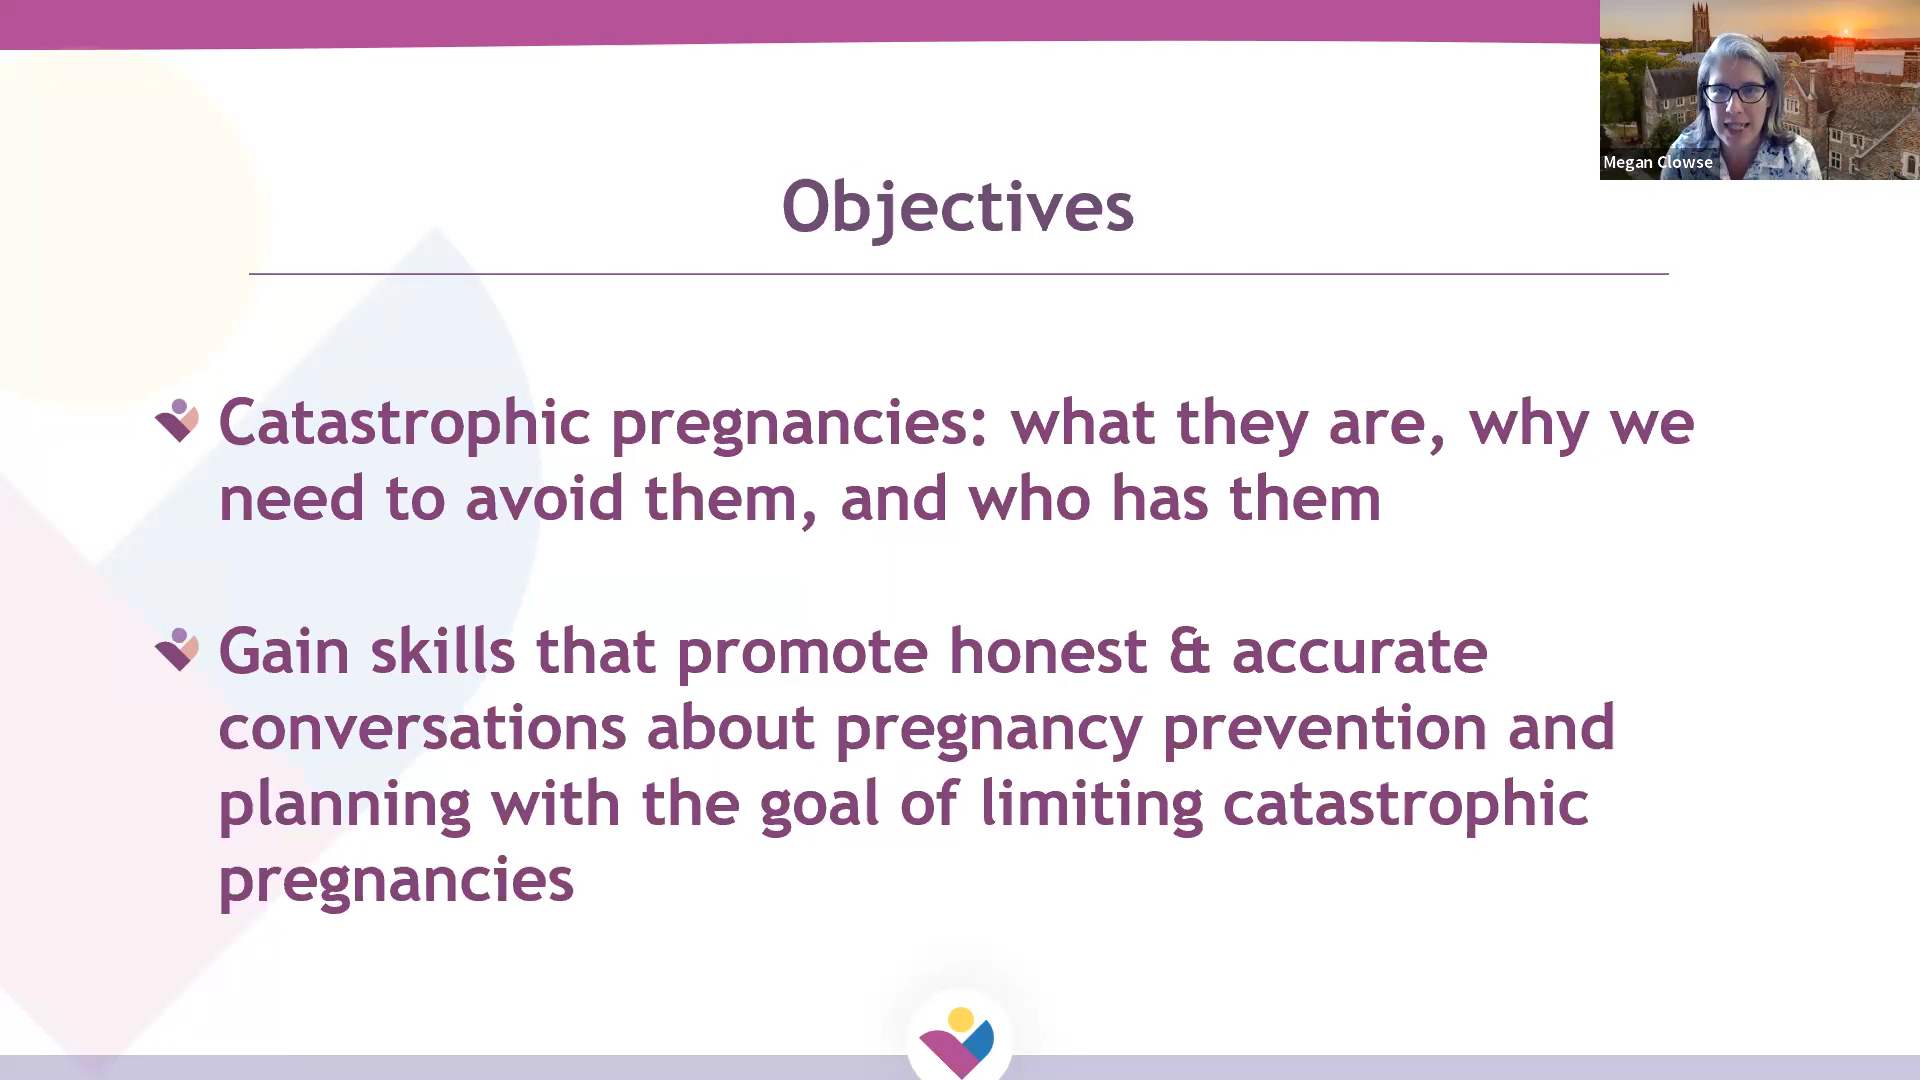 Megan Clowse
Objectives
Catastrophic pregnancies: what they are, why we
need to avoid them, and who has them
Gain skills that promote honest & accurate
conversations about pregnancy prevention and
planning with the goal of limiting catastrophic
pregnancies